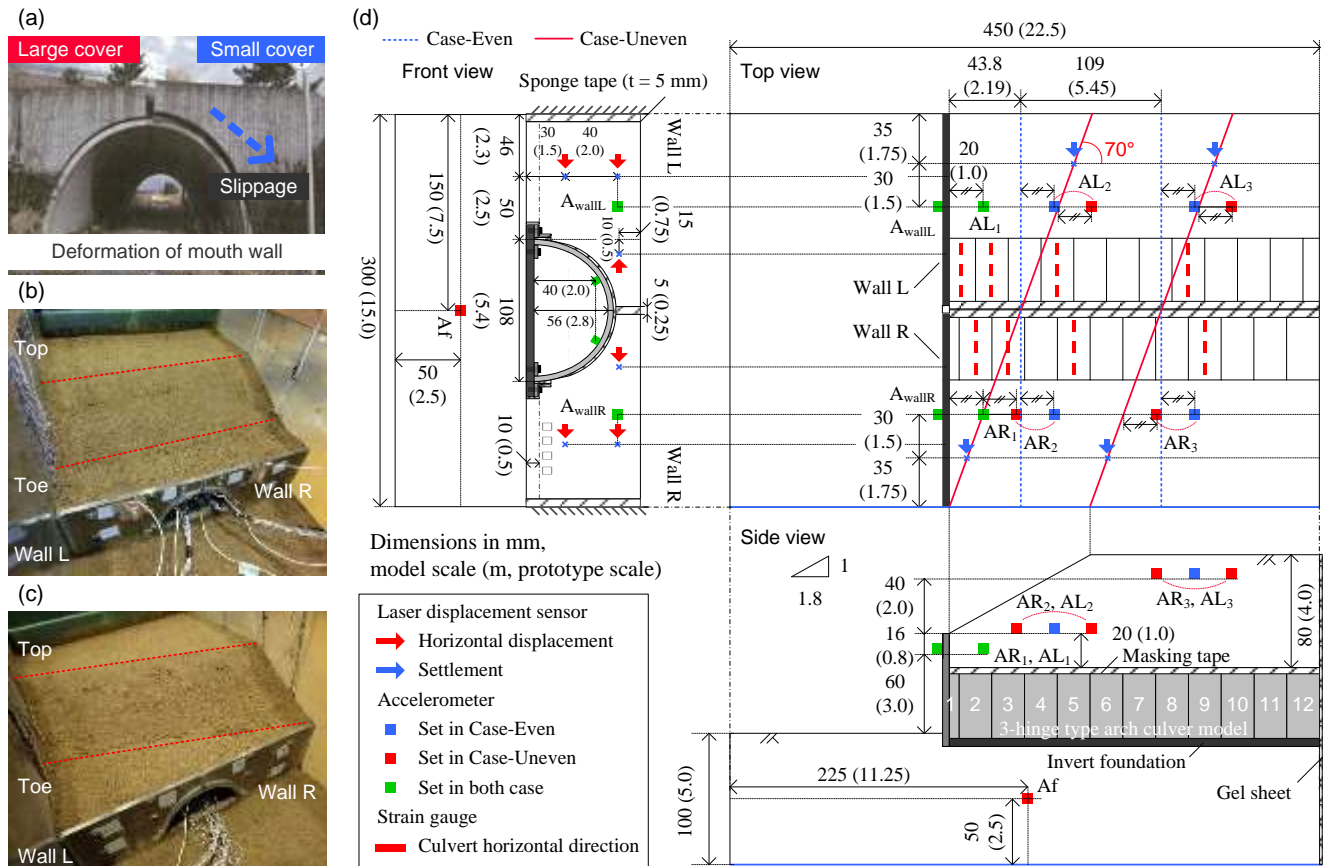 (a)
Large cover
Small cover
Slippage
Deformation of mouth wall
(b)
Top
Toe
Wall R
Wall L
(c)
Top
Toe
Wall R
Wall L
(d)
Case-Even
Case-Uneven
Front view
Sponge tape (t = 5 mm)
Top view
450 (22.5)
43.8
(2.19)
109
(5.45)
300 (15.0)
150 (7.5)
46
(2.3)
50
(2.5)
108
(5.4)
30
(1.5)
40
(2.0)
Wall L
AwallL
15
(0.75)
10 (0.5)
40 (2.0)
56 (2.8)
5 (0.25)
Af
50
(2.5)
AwallR
10 (0.5)
Wall R
35
(1.75)
30
(1.5)
20
(1.0)
70°
AL2
AL3
AwallL
AL1
Wall L
Wall R
AwallR
30
(1.5)
AR1
AR2
AR3
35
(1.75)
Dimensions in mm,
model scale (m, prototype scale)
Laser displacement sensor
Horizontal displacement
Settlement
Accelerometer
Set in Case-Even
Set in Case-Uneven
Set in both case
Strain gauge
Culvert horizontal direction
Side view
1
1.8
40
(2.0)
16
(0.8)
60
(3.0)
AR2, AL2
AR3, AL3
20 (1.0)
AR1, AL1
Masking tape
80 (4.0)
1 2 3 4 5 6 7 8 9 10 11 12
3-hinge type arch culver model
Invert foundation
Gel sheet
225 (11.25)
Af
100 (5.0)
50
(2.5)